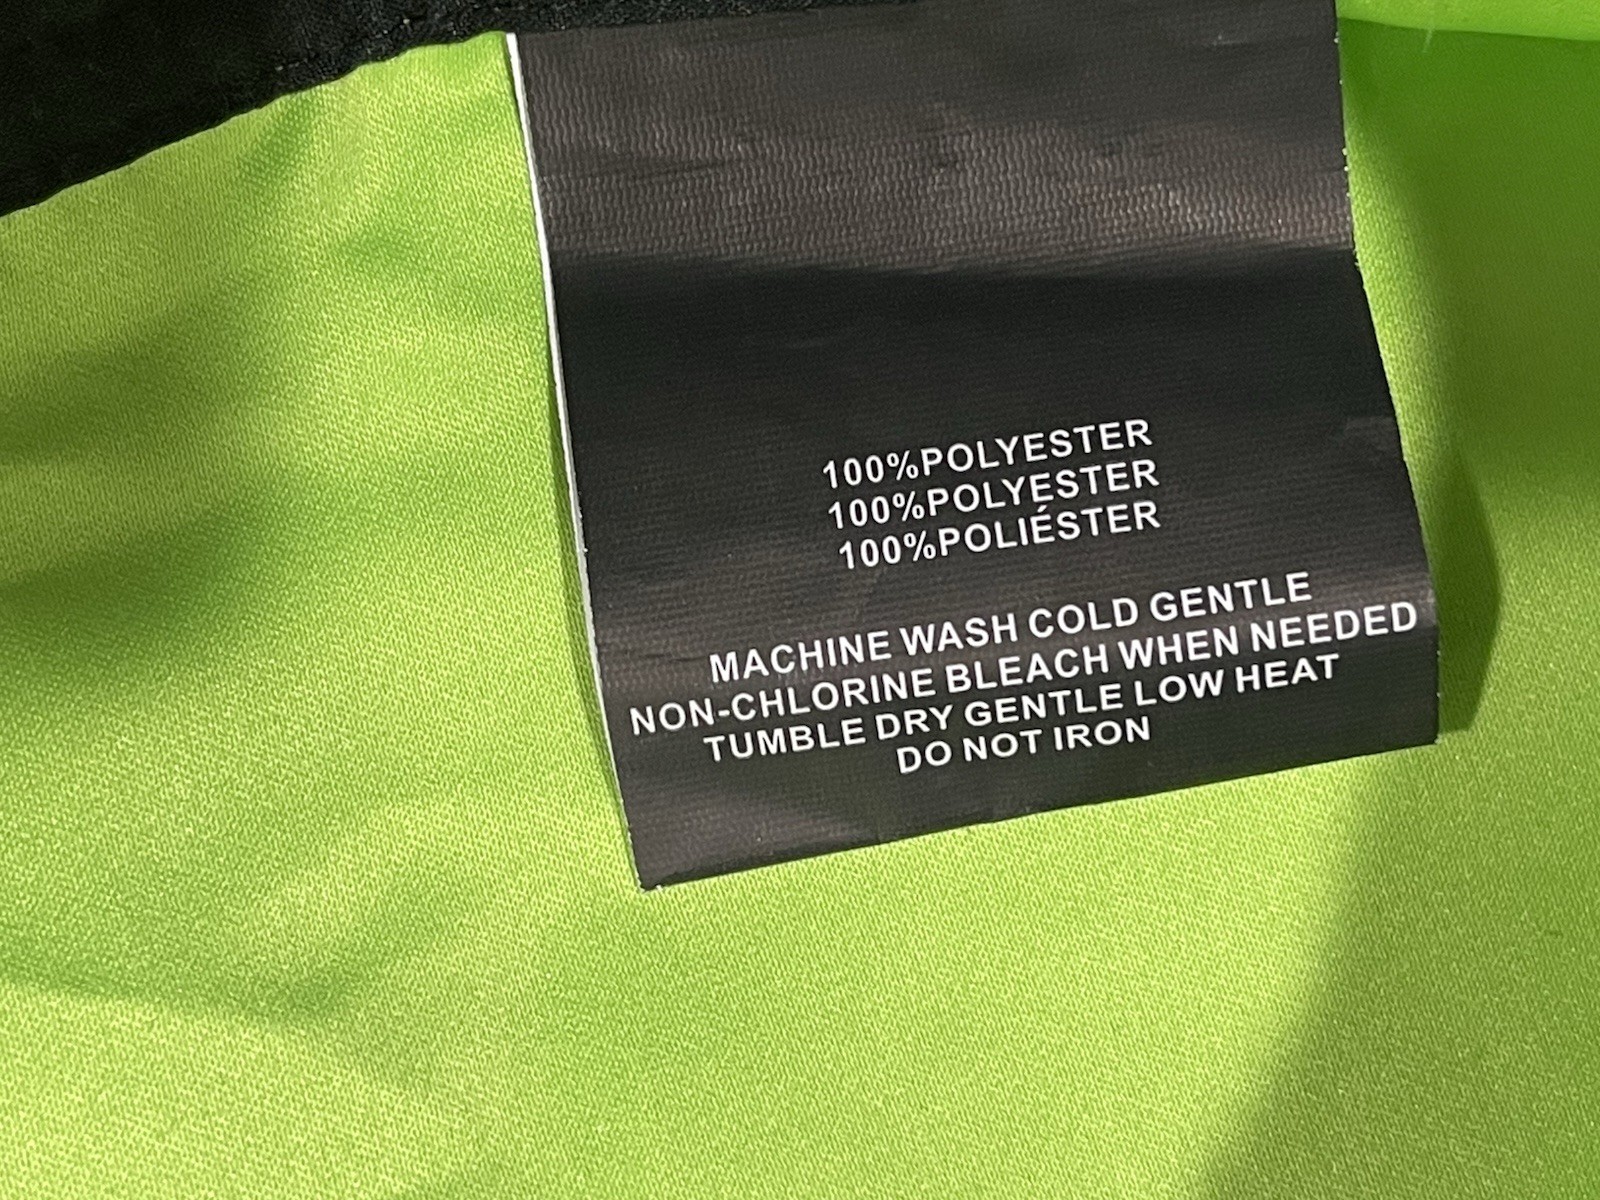 100%POLYESTER
100%POLYESTER
100%POLIÉSTER
MACHINE WASH COLD GENTLE
NON-CHLORINE BLEACH WHEN NEEDED
TUMBLE DRY GENTLE LOW HEAT
DO NOT IRON